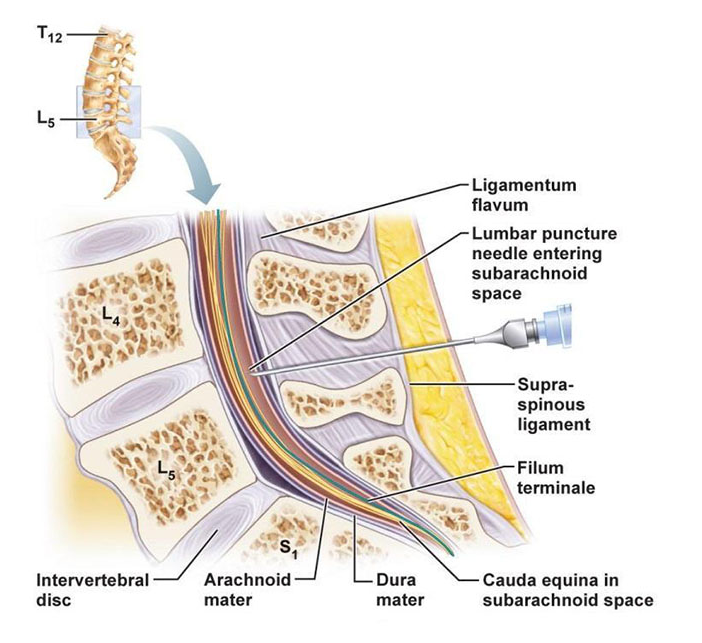 T12
L5
Ligamentum
flavum
Lumbar puncture
needle entering
subarachnoid
space
L4
Supra-
spinous
ligament
L5
Filum
terminale
S1
Intervertebral
disc
Arachnoid
mater
Dura
mater
Cauda equina in
subarachnoid space